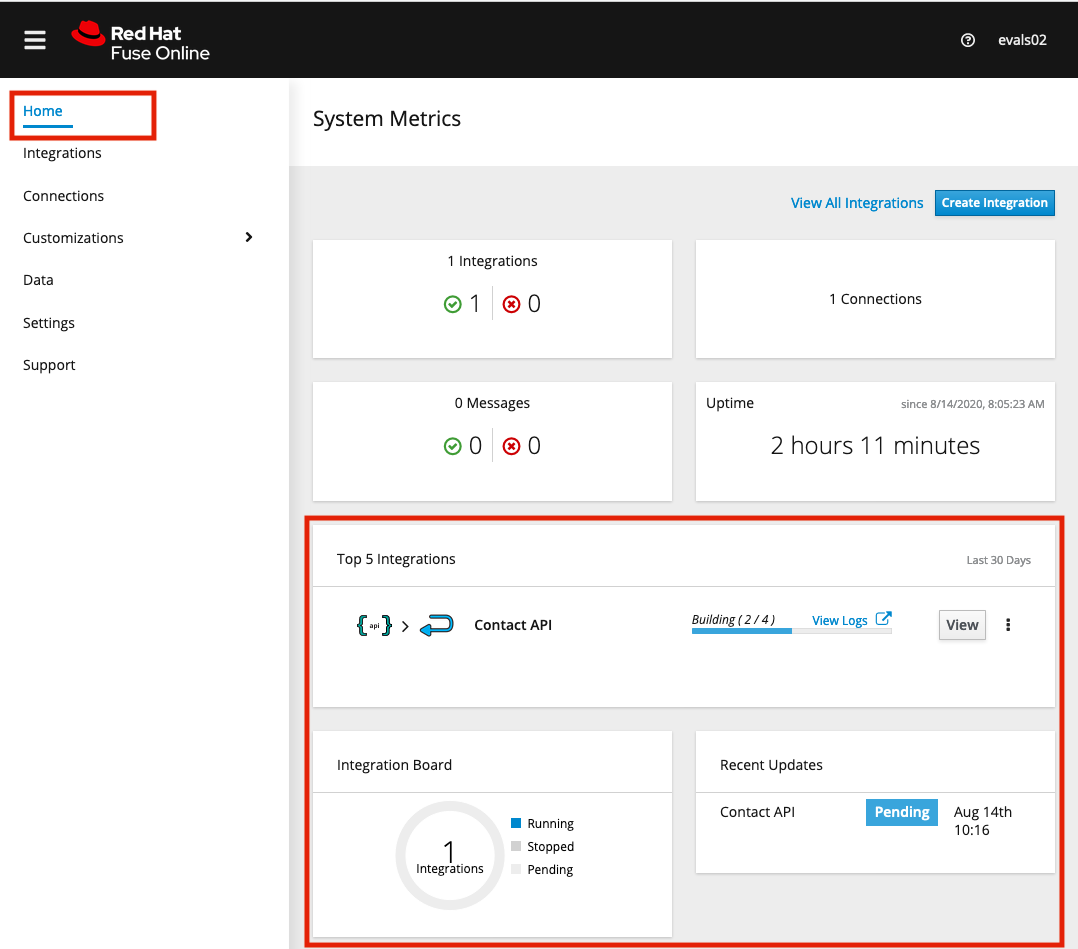 Red Hat
Fuse Online
evals02
Home
Integrations
Connections
Customizations
Data
Settings
Support
System Metrics
View All Integrations
Create Integration
1 Integrations
1
0
1 Connections
0 Messages
0
0
Uptime
since 8/14/2020, 8:05:23 AM
2 hours 11 minutes
Top 5 Integrations
Last 30 Days
{ api }
Contact API
Building ( 2 / 4 )
View Logs
View
Integration Board
1
Integrations
Running
Stopped
Pending
Recent Updates
Contact API
Pending
Aug 14th
10:16